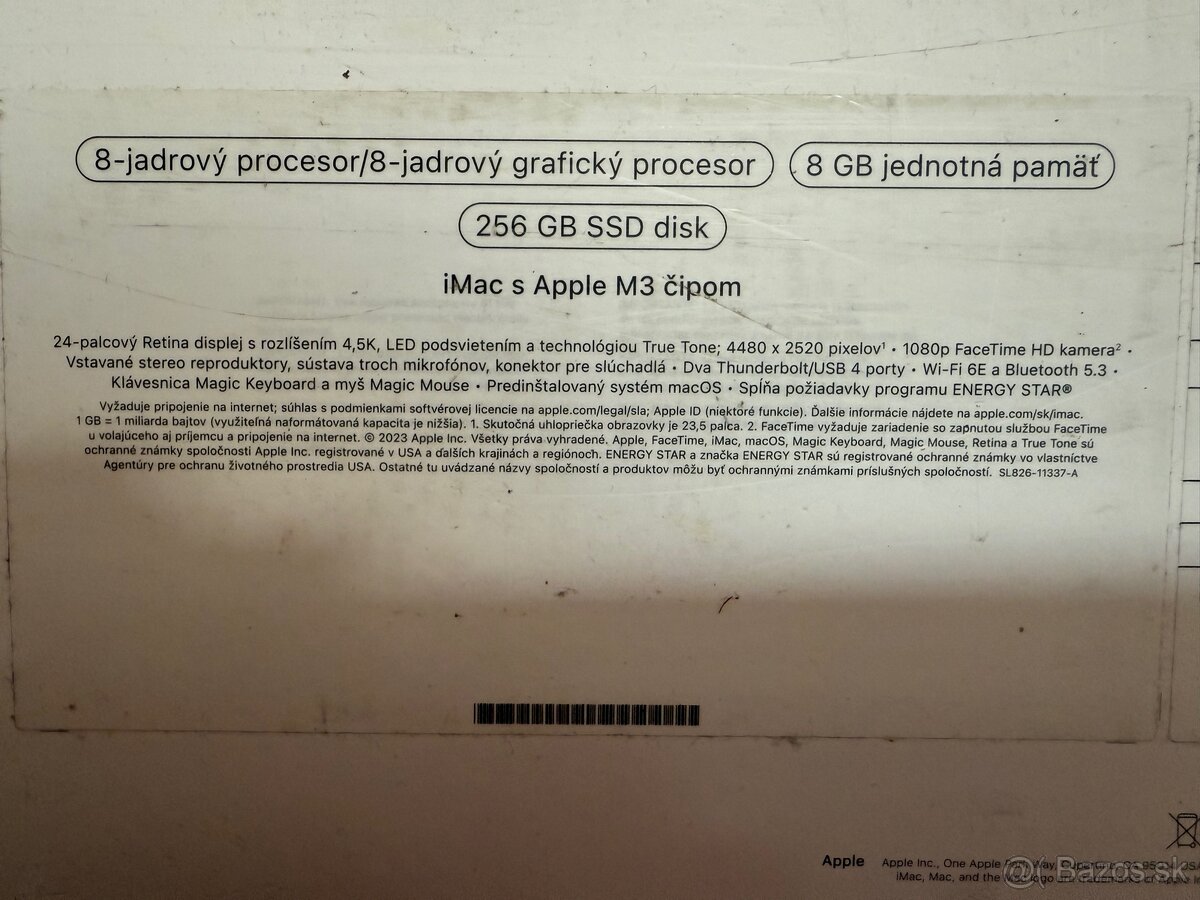 8-jadrový procesor/8-jadrový grafický procesor
8 GB jednotná pamäť
256 GB SSD disk
iMac s Apple M3 čipom
24-palcový Retina displej s rozlíšením 4,5K, LED podsvietením a technológiou True Tone; 4480 x 2520 pixelov¹ •  1080p FaceTime HD kamera² •
Vstavané stereo reproduktory, sústava troch mikrofónov, konektor pre slúchadlá • Dva Thunderbolt/USB 4 porty • Wi-Fi 6E a Bluetooth 5.3 •
Klávesnica Magic Keyboard a myš Magic Mouse • Predinštalovaný systém macOS • Spĺňa požiadavky programu ENERGY STAR®
Vyžaduje pripojenie na internet; súhlas s podmienkami softvérovej licencie na apple.com/legal/sla; Apple ID (niektoré funkcie). Ďalšie informácie nájdete na apple.com/sk/imac.
1 GB = 1 miliarda bajtov (využiteľná naformátovaná kapacita je nižšia). 1. Skutočná uhlopriečka obrazovky je 23,5 palca. 2. FaceTime vyžaduje zariadenie so zapnutou službou FaceTime
u volajúceho aj príjemcu a pripojenie na internet. © 2023 Apple Inc. Všetky práva vyhradené. Apple, FaceTime, iMac, macOS, Magic Keyboard, Magic Mouse, Retina a True Tone sú
ochranné známky spoločnosti Apple Inc. registrované v USA a ďalších krajinách a regiónoch. ENERGY STAR a značka ENERGY STAR sú registrované ochranné známky vo vlastníctve
Agentúry pre ochranu životného prostredia USA. Ostatné tu uvádzané názvy spoločností a produktov môžu byť ochrannými známkami príslušných spoločností. SL826-11337-A
Apple
Apple Inc., One Apple Park Way, Cupertino, CA
iMac, Mac, and the Mac logo are trademarks of Apple
Bazos.sk